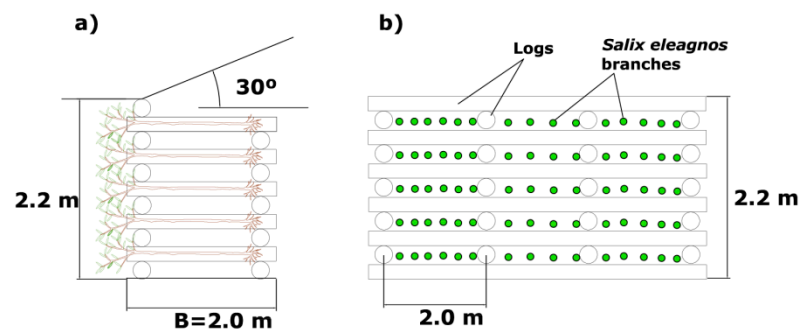 a)
30º
2.2 m
B=2.0 m
b)
Logs
Salix eleagnos
branches
2.2 m
2.0 m